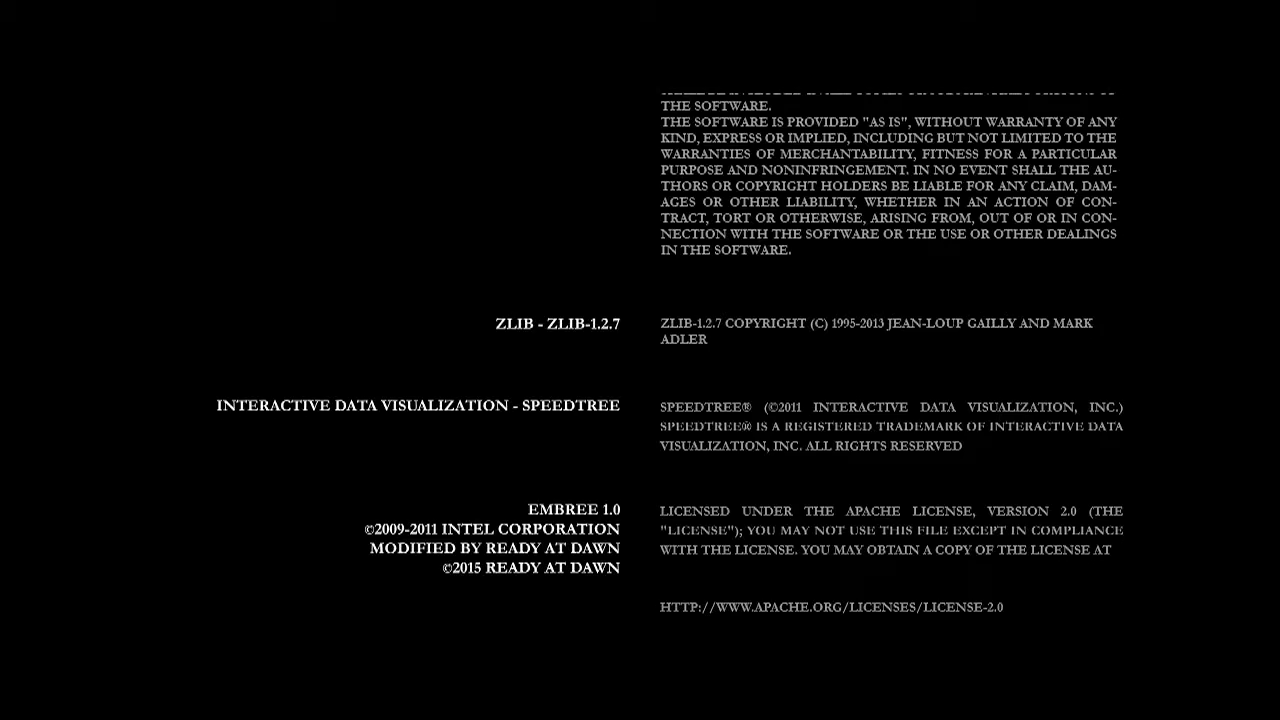 THE SOFTWARE.
THE SOFTWARE IS PROVIDED "AS IS", WITHOUT WARRANTY OF ANY
KIND, EXPRESS OR IMPLIED, INCLUDING BUT NOT LIMITED TO THE
WARRANTIES OF MERCHANTABILITY, FITNESS FOR A PARTICULAR
PURPOSE AND NONINFRINGEMENT. IN NO EVENT SHALL THE AU-
THORS OR COPYRIGHT HOLDERS BE LIABLE FOR ANY CLAIM, DAM-
AGES OR OTHER LIABILITY, WHETHER IN AN ACTION OF CON-
TRACT, TORT OR OTHERWISE, ARISING FROM, OUT OF OR IN CON-
NECTION WITH THE SOFTWARE OR THE USE OR OTHER DEALINGS
IN THE SOFTWARE.
ZLIB - ZLIB-1.2.7
ZLIB-1.2.7 COPYRIGHT (C) 1995-2013 JEAN-LOUP GAILLY AND MARK
ADLER
INTERACTIVE DATA VISUALIZATION - SPEEDTREE
SPEEDTREE® (©2011 INTERACTIVE DATA VISUALIZATION, INC.)
SPEEDTREE® IS A REGISTERED TRADEMARK OF INTERACTIVE DATA
VISUALIZATION, INC. ALL RIGHTS RESERVED
EMBREE 1.0
©2009-2011 INTEL CORPORATION
MODIFIED BY READY AT DAWN
©2015 READY AT DAWN
LICENSED UNDER THE APACHE LICENSE, VERSION 2.0 (THE
"LICENSE"); YOU MAY NOT USE THIS FILE EXCEPT IN COMPLIANCE
WITH THE LICENSE. YOU MAY OBTAIN A COPY OF THE LICENSE AT
HTTP://WWW.APACHE.ORG/LICENSES/LICENSE-2.0